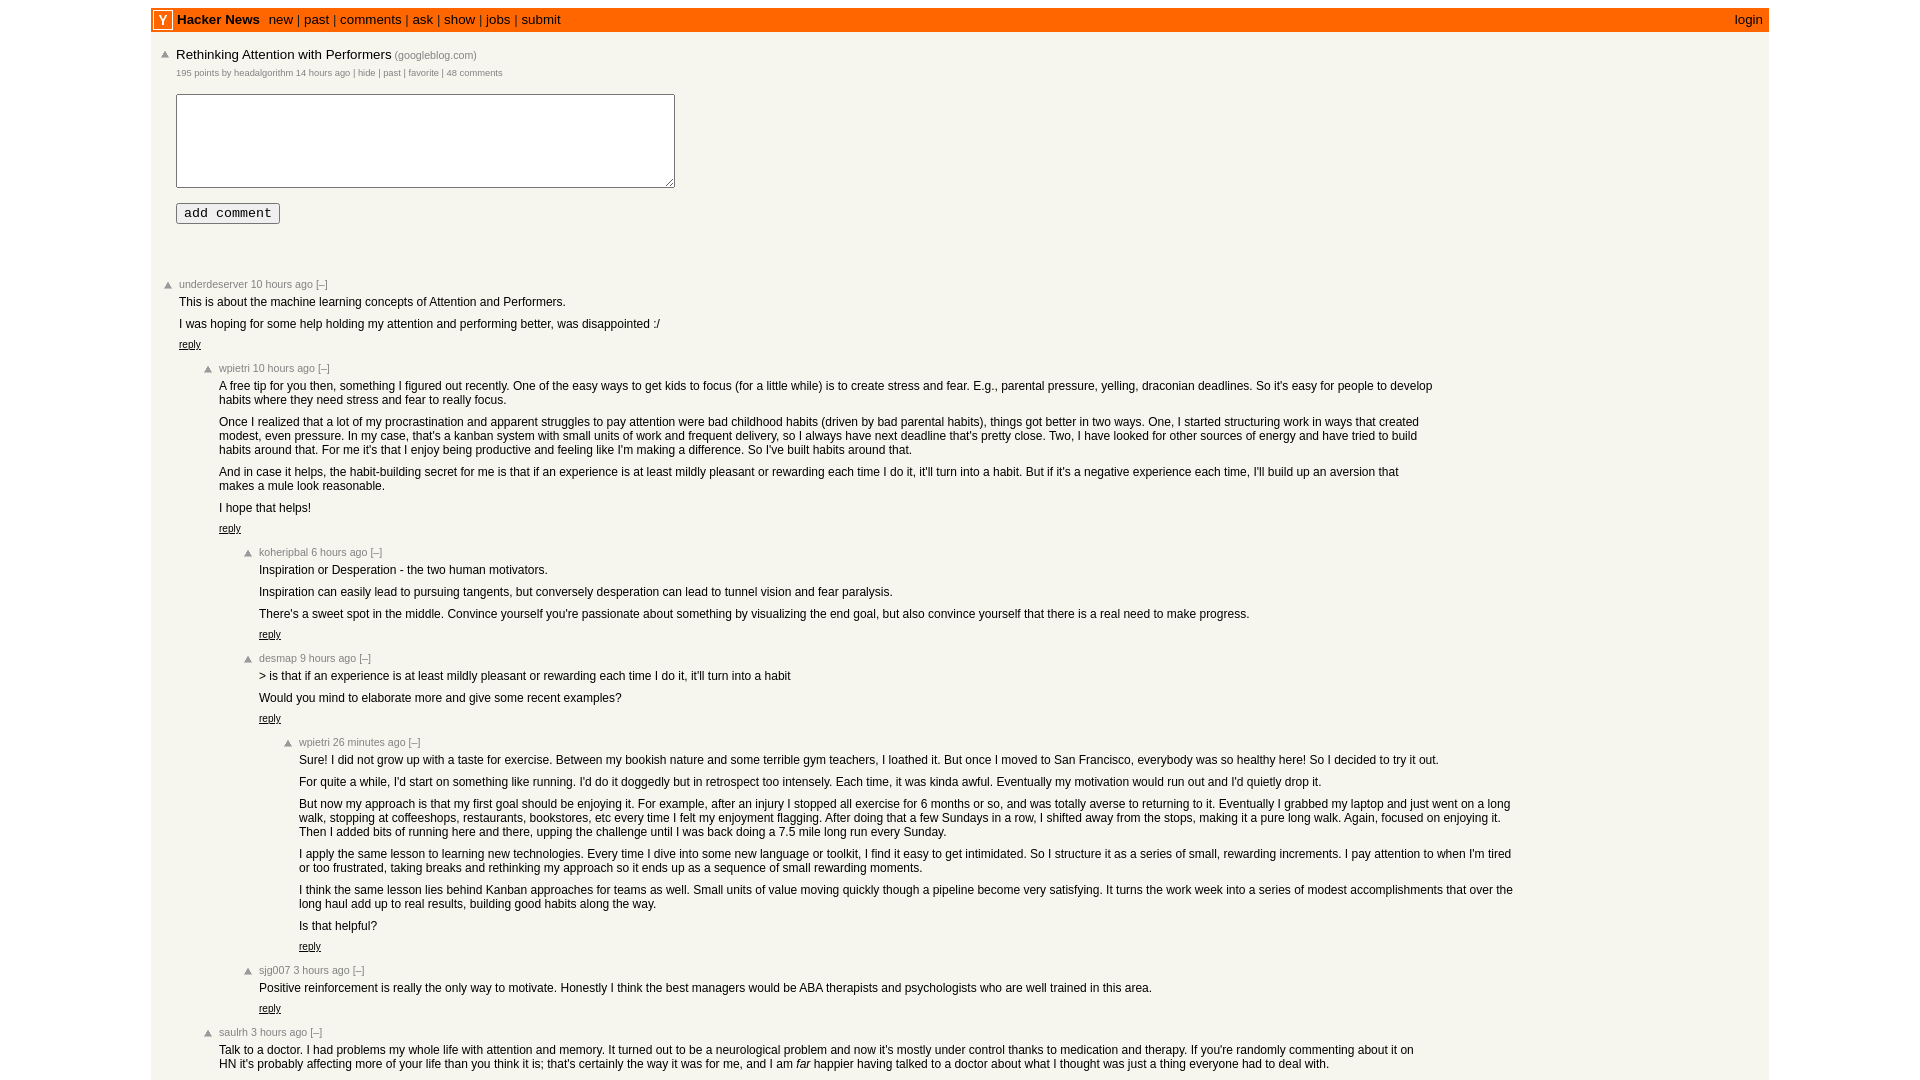 Y Hacker News new | past | comments | ask | show | jobs | submit login
Rethinking Attention with Performers (googleblog.com)
195 points by headalgorithm 14 hours ago | hide | past | favorite | 48 comments
add comment
underdeserver 10 hours ago [–]
This is about the machine learning concepts of Attention and Performers.
I was hoping for some help holding my attention and performing better, was disappointed :/
reply
wpietri 10 hours ago [–]
A free tip for you then, something I figured out recently. One of the easy ways to get kids to focus (for a little while) is to create stress and fear. E.g., parental pressure, yelling, draconian deadlines. So it's easy for people to develop
habits where they need stress and fear to really focus.
Once I realized that a lot of my procrastination and apparent struggles to pay attention were bad childhood habits (driven by bad parental habits), things got better in two ways. One, I started structuring work in ways that created
modest, even pressure. In my case, that's a kanban system with small units of work and frequent delivery, so I always have next deadline that's pretty close. Two, I have looked for other sources of energy and have tried to build
habits around that. For me it's that I enjoy being productive and feeling like I'm making a difference. So I've built habits around that.
And in case it helps, the habit-building secret for me is that if an experience is at least mildly pleasant or rewarding each time I do it, it'll turn into a habit. But if it's a negative experience each time, I'll build up an aversion that
makes a mule look reasonable.
I hope that helps!
reply
koheripbal 6 hours ago [–]
Inspiration or Desperation - the two human motivators.
Inspiration can easily lead to pursuing tangents, but conversely desperation can lead to tunnel vision and fear paralysis.
There's a sweet spot in the middle. Convince yourself you're passionate about something by visualizing the end goal, but also convince yourself that there is a real need to make progress.
reply
desmap 9 hours ago [–]
> is that if an experience is at least mildly pleasant or rewarding each time I do it, it'll turn into a habit
Would you mind to elaborate more and give some recent examples?
reply
wpietri 26 minutes ago [–]
Sure! I did not grow up with a taste for exercise. Between my bookish nature and some terrible gym teachers, I loathed it. But once I moved to San Francisco, everybody was so healthy here! So I decided to try it out.
For quite a while, I'd start on something like running. I'd do it doggedly but in retrospect too intensely. Each time, it was kinda awful. Eventually my motivation would run out and I'd quietly drop it.
But now my approach is that my first goal should be enjoying it. For example, after an injury I stopped all exercise for 6 months or so, and was totally averse to returning to it. Eventually I grabbed my laptop and just went on a long
walk, stopping at coffeeshops, restaurants, bookstores, etc every time I felt my enjoyment flagging. After doing that a few Sundays in a row, I shifted away from the stops, making it a pure long walk. Again, focused on enjoying it.
Then I added bits of running here and there, upping the challenge until I was back doing a 7.5 mile long run every Sunday.
I apply the same lesson to learning new technologies. Every time I dive into some new language or toolkit, I find it easy to get intimidated. So I structure it as a series of small, rewarding increments. I pay attention to when I'm tired
or too frustrated, taking breaks and rethinking my approach so it ends up as a sequence of small rewarding moments.
I think the same lesson lies behind Kanban approaches for teams as well. Small units of value moving quickly though a pipeline become very satisfying. It turns the work week into a series of modest accomplishments that over the
long haul add up to real results, building good habits along the way.
Is that helpful?
reply
sjg007 3 hours ago [–]
Positive reinforcement is really the only way to motivate. Honestly I think the best managers would be ABA therapists and psychologists who are well trained in this area.
reply
saulrh 3 hours ago [–]
Talk to a doctor. I had problems my whole life with attention and memory. It turned out to be a neurological problem and now it's mostly under control thanks to medication and therapy. If you're randomly commenting about it on
HN it's probably affecting more of your life than you think it is; that's certainly the way it was for me, and I am far happier having talked to a doctor about what I thought was just a thing everyone had to deal with.